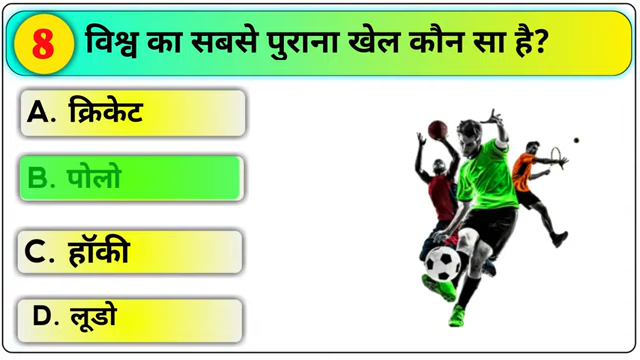 8 विश्व का सबसे पुराना खेल कौन सा है?
A. क्रिकेट
B. पोलो
C. हॉकी
D. लूडो